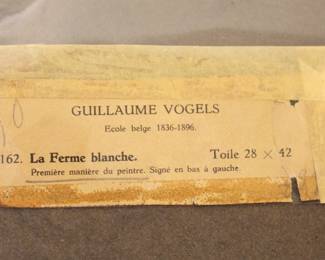 GUILLAUME VOGELS
Ecole belge 1836-1896.
162. La Ferme blanche. Toile 28 × 42
Première manière du peintre. Signé en bas à gauche.